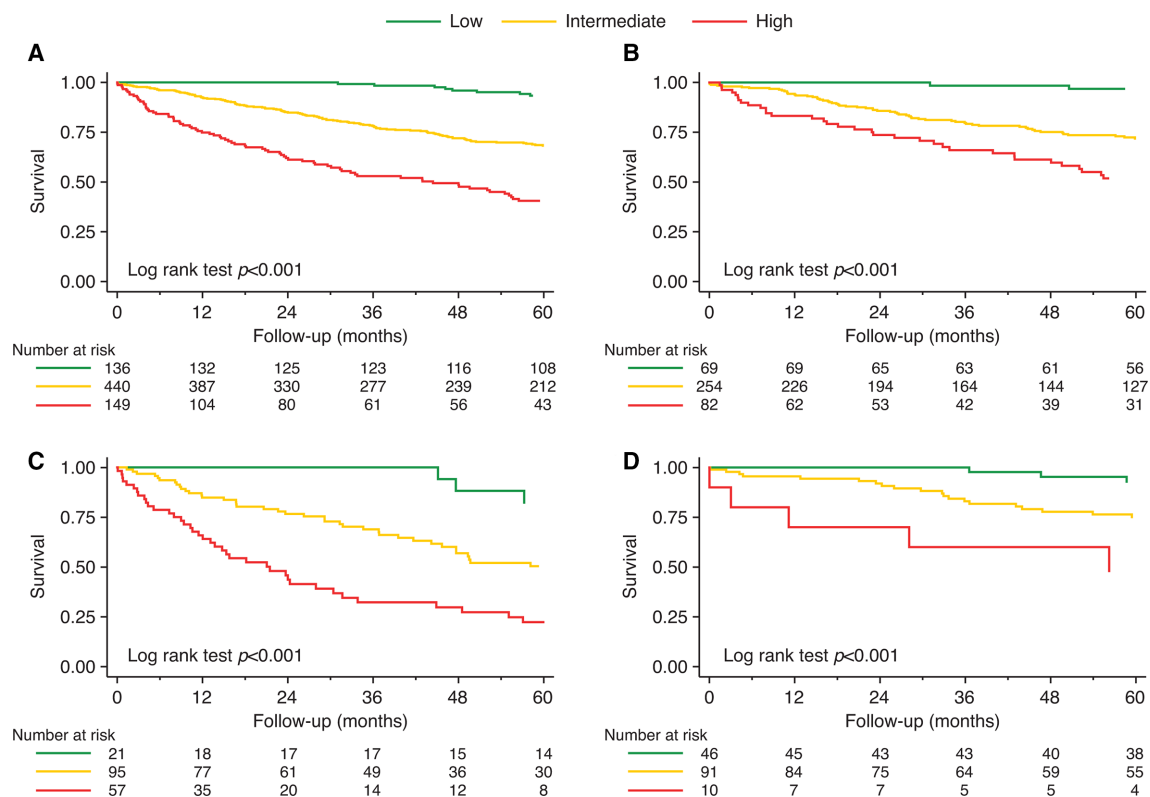 Low Intermediate High
A
1.00
0.75
0.50
0.25
0.00
Survival
Log rank test p<0.001
0 12 24 36 48 60
Follow-up (months)
Number at risk
136 132 125 123 116 108
440 387 330 277 239 212
149 104 80 61 56 43
B
1.00
0.75
0.50
0.25
0.00
Survival
Log rank test p<0.001
0 12 24 36 48 60
Follow-up (months)
Number at risk
69 69 65 63 61 56
254 226 194 164 144 127
82 62 53 42 39 31
C
1.00
0.75
0.50
0.25
0.00
Survival
Log rank test p<0.001
0 12 24 36 48 60
Follow-up (months)
Number at risk
21 18 17 17 15 14
95 77 61 49 36 30
57 35 20 14 12 8
D
1.00
0.75
0.50
0.25
0.00
Survival
Log rank test p<0.001
0 12 24 36 48 60
Follow-up (months)
Number at risk
46 45 43 43 40 38
91 84 75 64 59 55
10 7 7 5 5 4